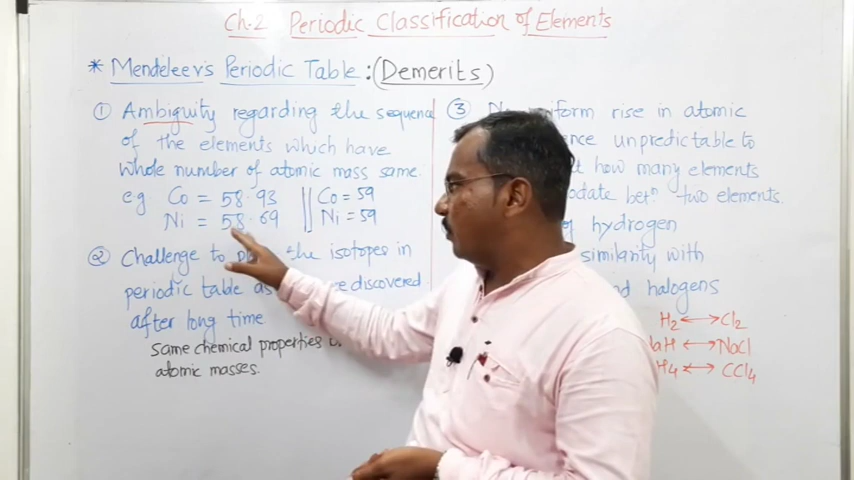 Ch.2 Periodic Classification of Elements
* Mendeleev's Periodic Table : (Demerits)
① Ambiguity regarding the sequence
of the elements which have
whole number of atomic mass same.
eg Co = 58.93 || Co = 59
Ni = 58.69 || Ni = 59
② Challenge to the isotopes in
periodic table as discovered
after long time
same chemical properties
atomic masses.
③ rise in atomic
unpredictable to
how many elements
betⁿ two elements.
of hydrogen
similarity with
halogens
H₂ ↔ Cl₂
↔ NaCl
↔ CCl₄